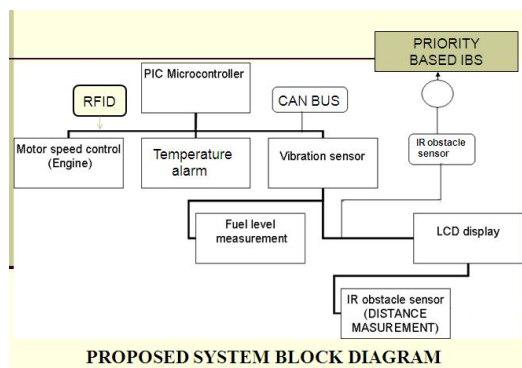 PRIORITY
BASED IBS
PIC Microcontroller
RFID
CAN BUS
IR obstacle
sensor
Motor speed control
(Engine)
Temperature
alarm
Vibration sensor
Fuel level
measurement
LCD display
IR obstacle sensor
(DISTANCE
MASUREMENT)
PROPOSED SYSTEM BLOCK DIAGRAM